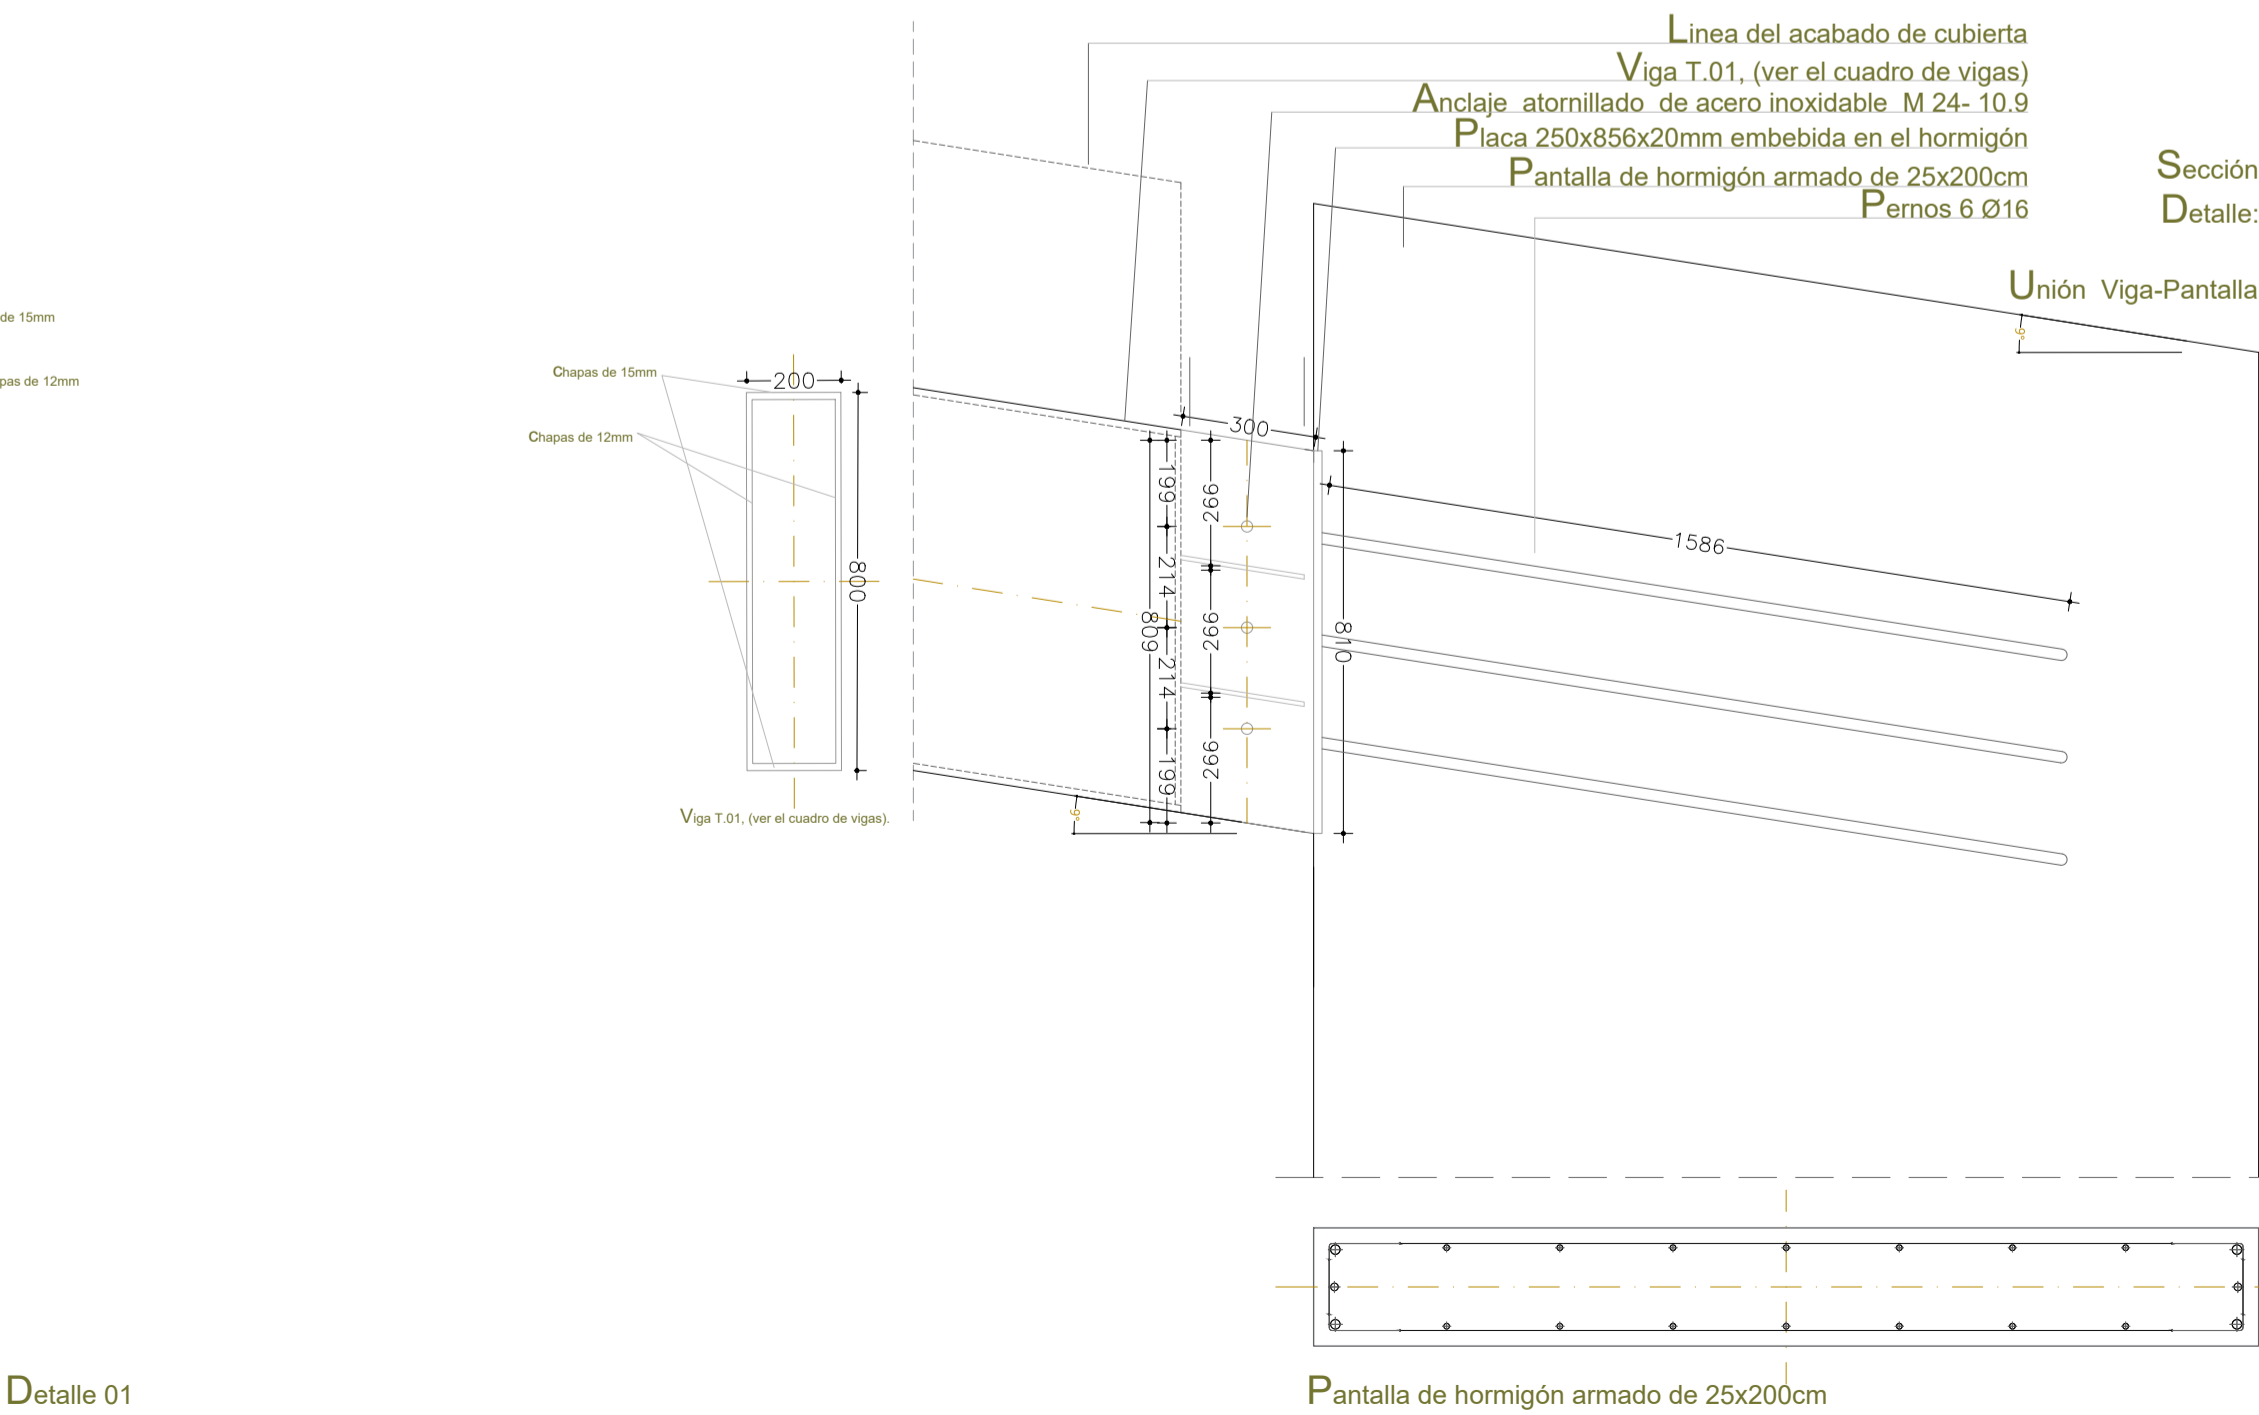 Linea del acabado de cubierta
Viga T.01, (ver el cuadro de vigas)
Anclaje atornillado de acero inoxidable M 24- 10.9
Placa 250x856x20mm embebida en el hormigón
Pantalla de hormigón armado de 25x200cm
Pernos 6 Ø16
Sección
Detalle:
Unión Viga-Pantalla
de 15mm
pas de 12mm
Chapas de 15mm
Chapas de 12mm
200
800
Viga T.01, (ver el cuadro de vigas).
300
199
214
214
199
809
266
266
266
810
1586
9°
9°
Detalle 01
Pantalla de hormigón armado de 25x200cm